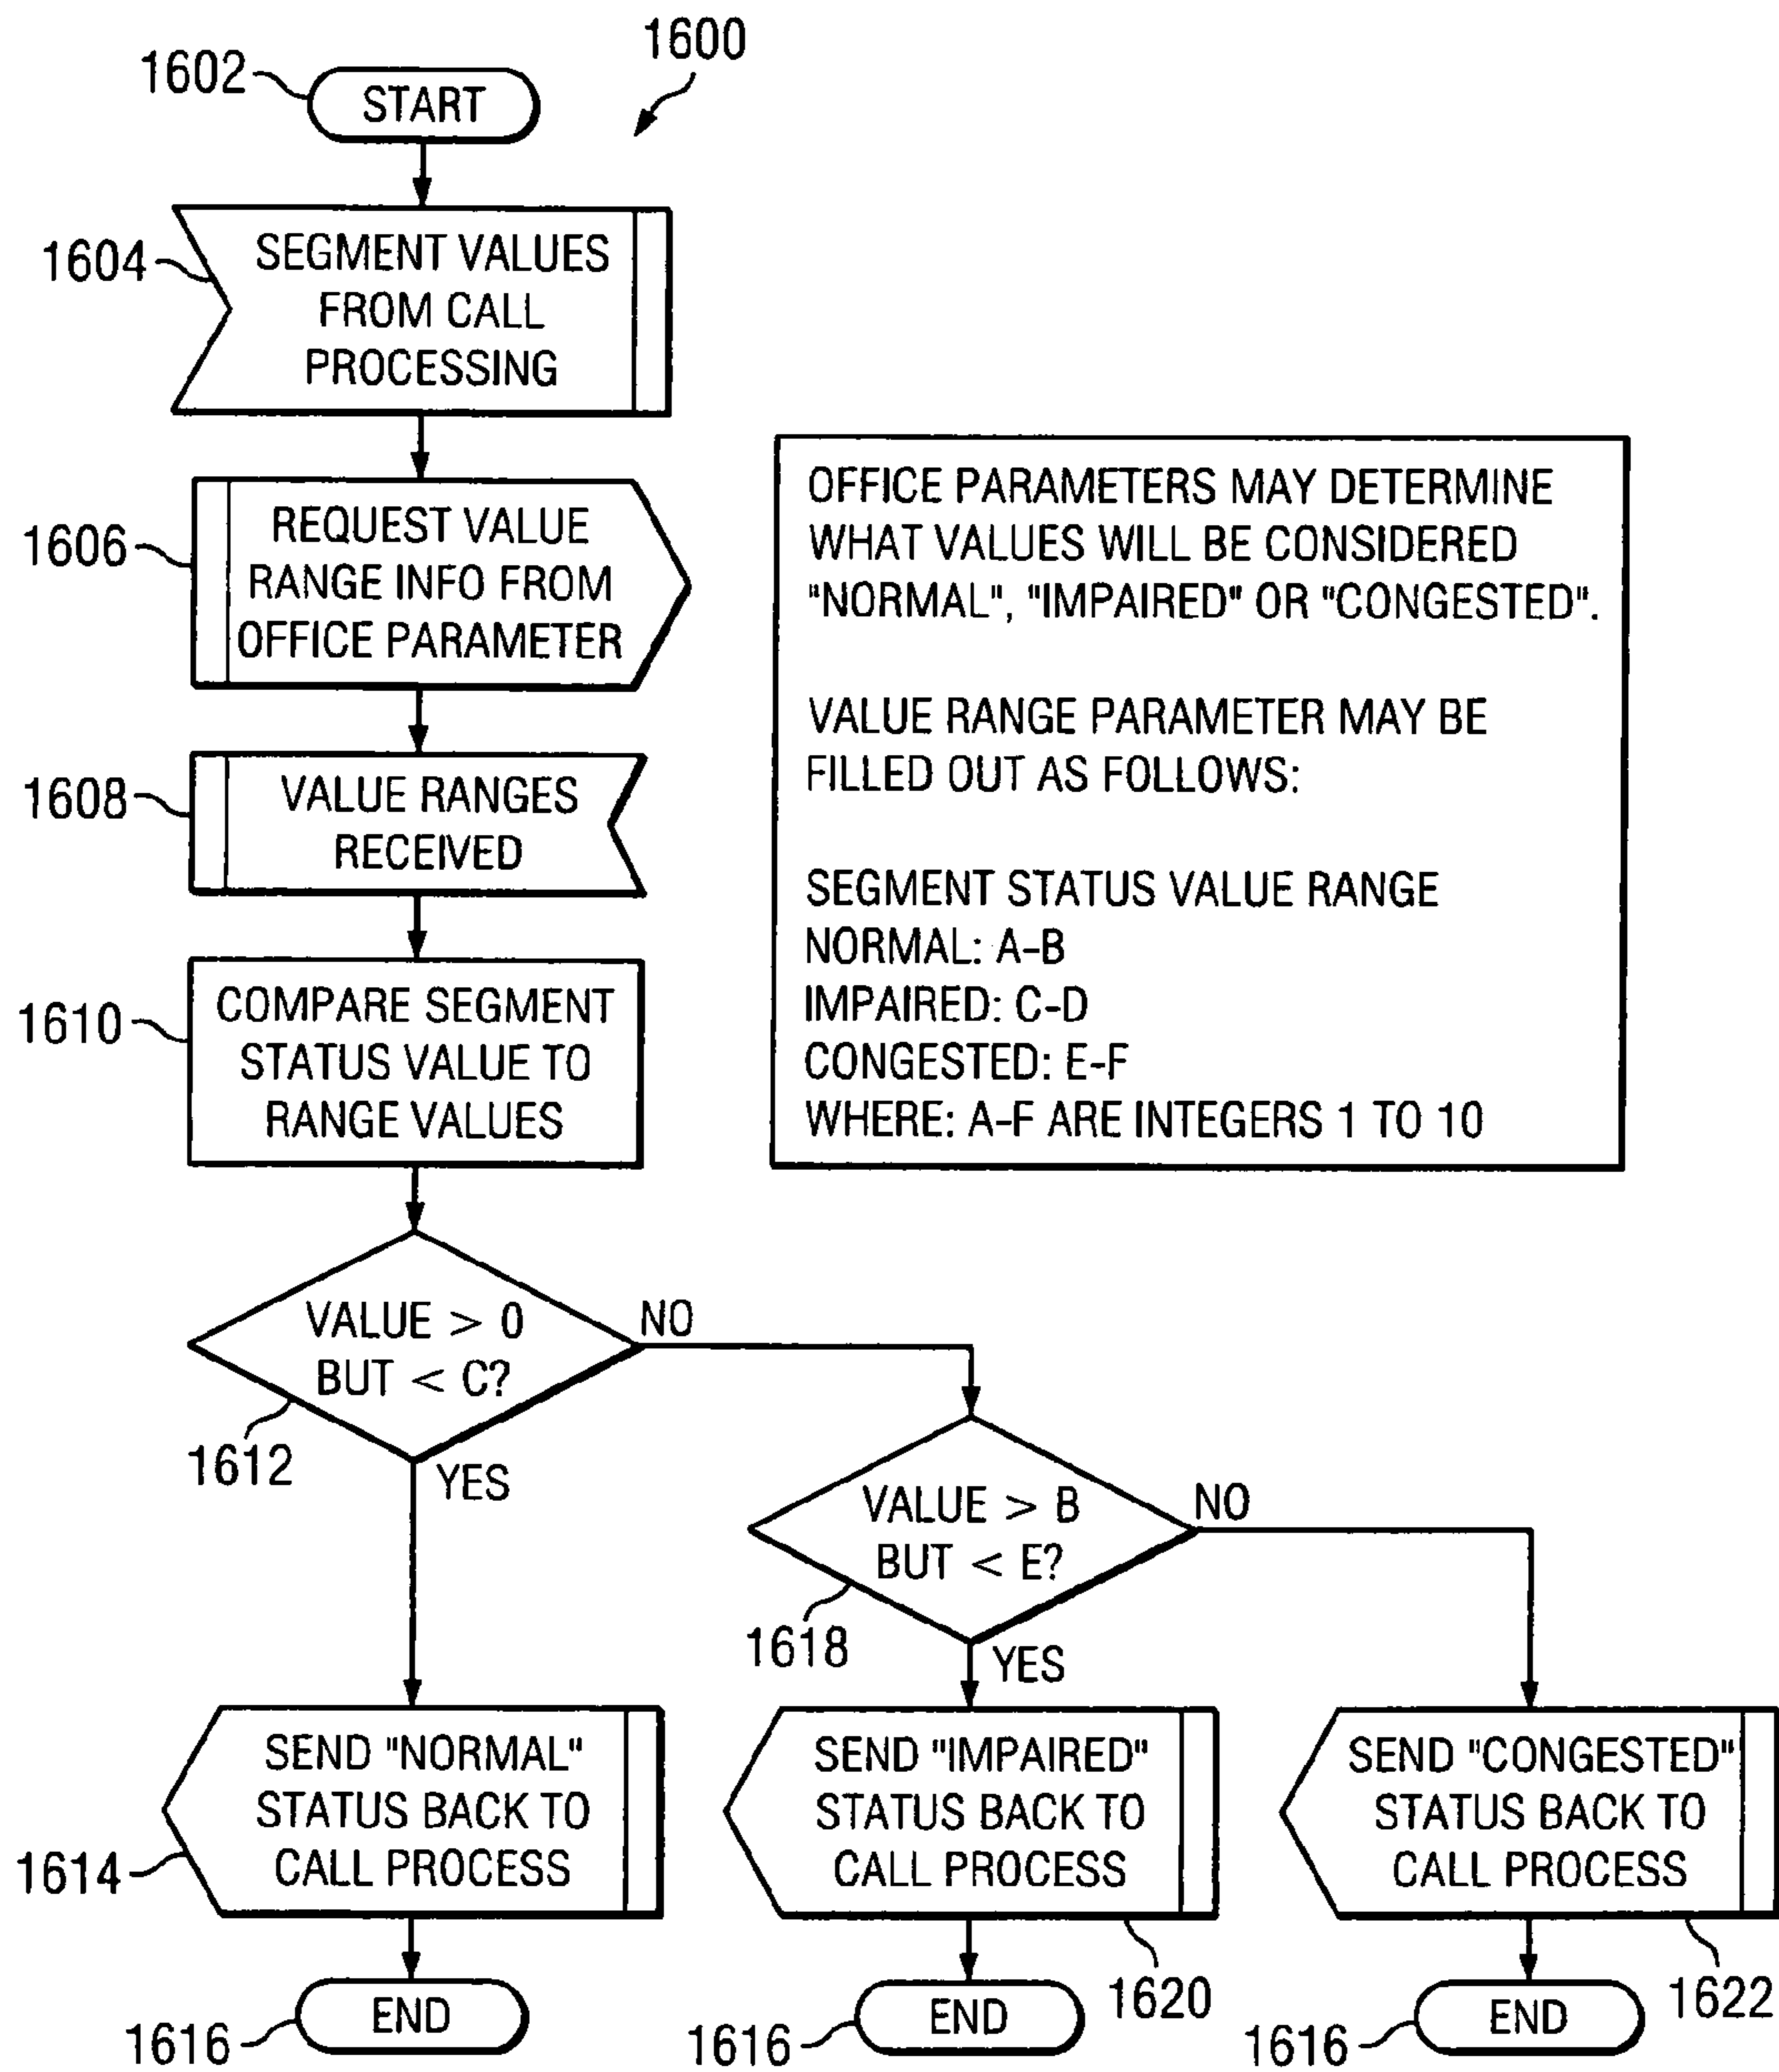 1600
1602
START
1604
SEGMENT VALUES
FROM CALL
PROCESSING
1606
REQUEST VALUE
RANGE INFO FROM
OFFICE PARAMETER
1608
VALUE RANGES
RECEIVED
1610
COMPARE SEGMENT
STATUS VALUE TO
RANGE VALUES
OFFICE PARAMETERS MAY DETERMINE
WHAT VALUES WILL BE CONSIDERED
"NORMAL", "IMPAIRED" OR "CONGESTED".
VALUE RANGE PARAMETER MAY BE
FILLED OUT AS FOLLOWS:
SEGMENT STATUS VALUE RANGE
NORMAL: A-B
IMPAIRED: C-D
CONGESTED: E-F
WHERE: A-F ARE INTEGERS 1 TO 10
VALUE > 0
BUT < C?
NO
1612
YES
VALUE > B
BUT < E?
NO
1618
YES
SEND "NORMAL"
STATUS BACK TO
CALL PROCESS
1614
SEND "IMPAIRED"
STATUS BACK TO
CALL PROCESS
1620
SEND "CONGESTED"
STATUS BACK TO
CALL PROCESS
1622
END
1616
END
1616
END
1616